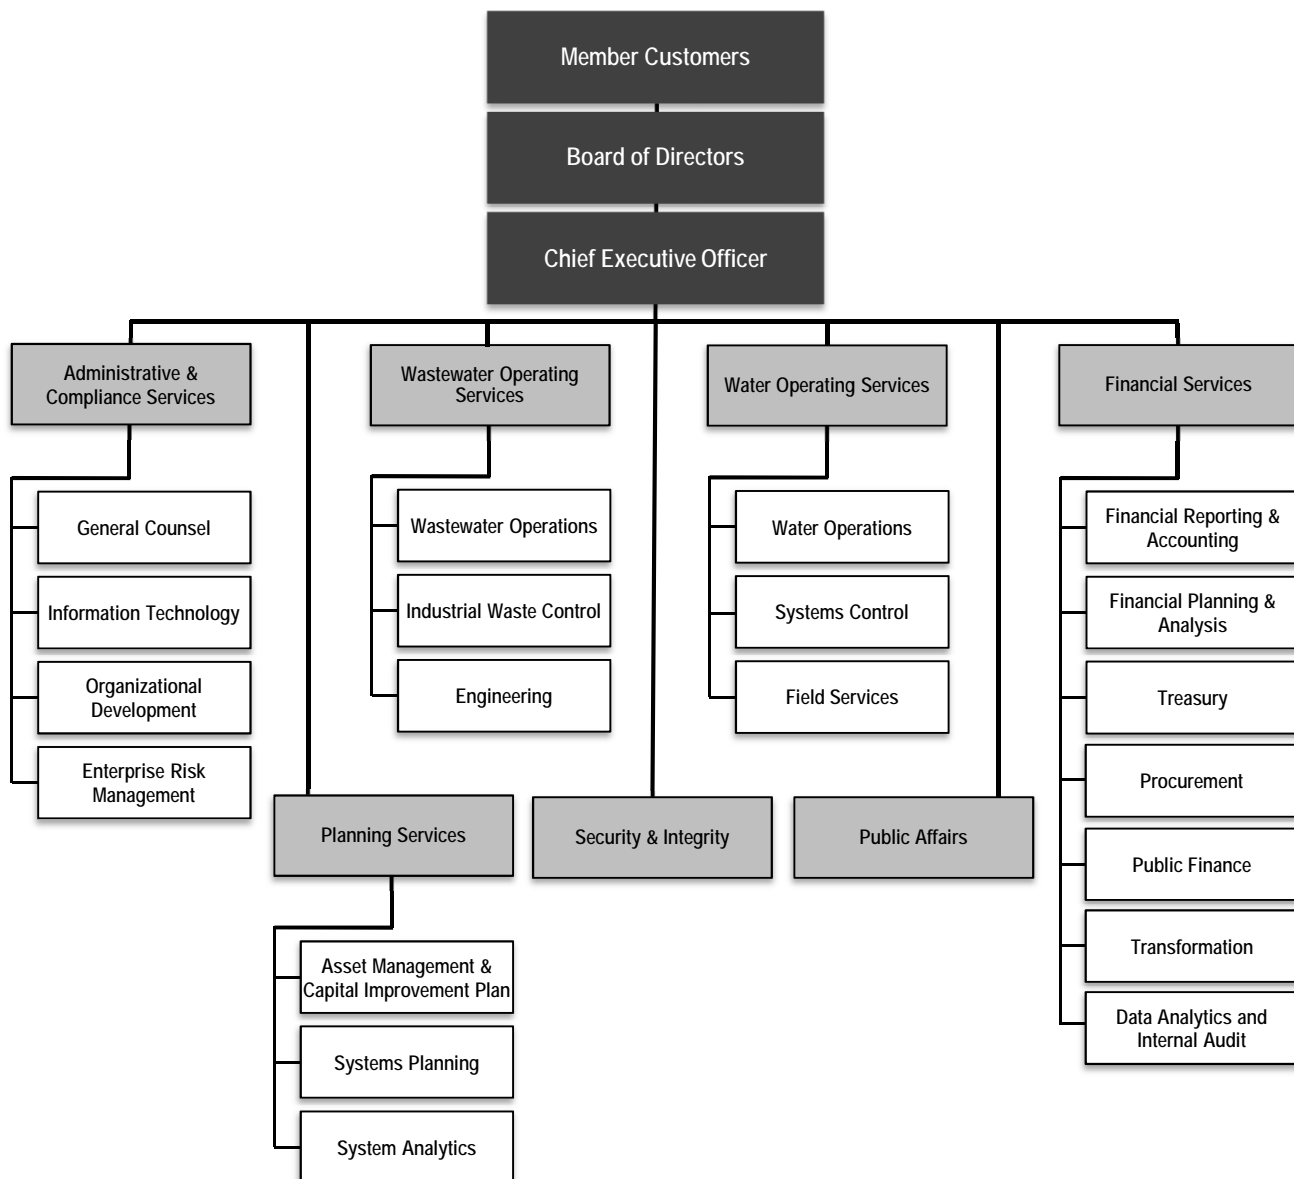 Member Customers
Board of Directors
Chief Executive Officer
Administrative &
Compliance Services
Wastewater Operating
Services
Water Operating Services
Financial Services
General Counsel
Information Technology
Organizational
Development
Enterprise Risk
Management
Wastewater Operations
Industrial Waste Control
Engineering
Water Operations
Systems Control
Field Services
Financial Reporting &
Accounting
Financial Planning &
Analysis
Treasury
Procurement
Public Finance
Transformation
Data Analytics and
Internal Audit
Planning Services
Security & Integrity
Public Affairs
Asset Management &
Capital Improvement Plan
Systems Planning
System Analytics